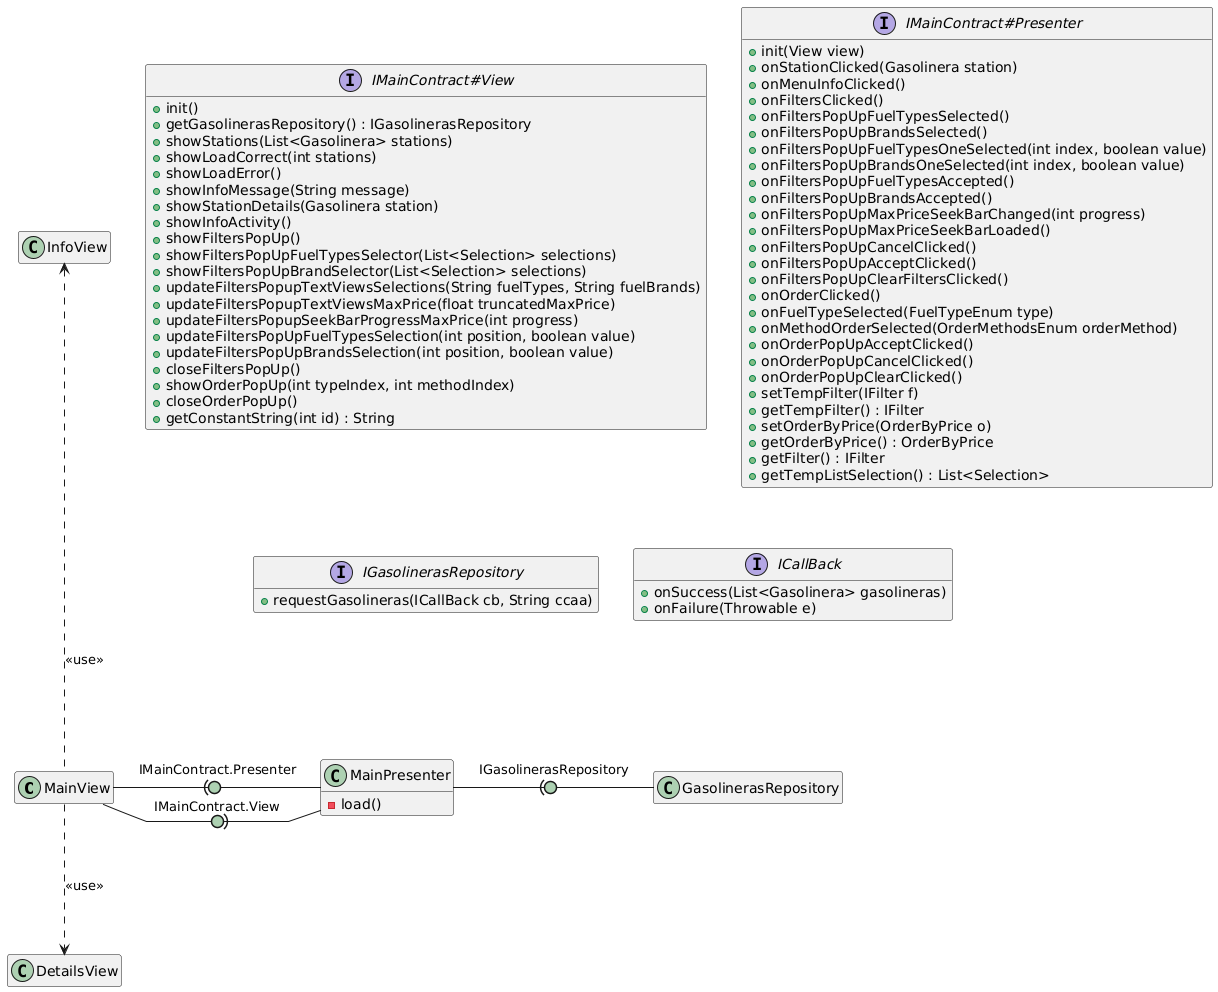 I IMainContract#View
init()
getGasolinerasRepository() : IGasolinerasRepository
showStations(List<Gasolinera> stations)
showLoadCorrect(int stations)
showLoadError()
showInfoMessage(String message)
showStationDetails(Gasolinera station)
showInfoActivity()
showFiltersPopUp()
showFiltersPopUpFuelTypesSelector(List<Selection> selections)
showFiltersPopUpBrandSelector(List<Selection> selections)
updateFiltersPopupTextViewsSelections(String fuelTypes, String fuelBrands)
updateFiltersPopupTextViewsMaxPrice(float truncatedMaxPrice)
updateFiltersPopupSeekBarProgressMaxPrice(int progress)
updateFiltersPopUpFuelTypesSelection(int position, boolean value)
updateFiltersPopUpBrandsSelection(int position, boolean value)
closeFiltersPopUp()
showOrderPopUp(int typeIndex, int methodIndex)
closeOrderPopUp()
getConstantString(int id) : String
I IMainContract#Presenter
init(View view)
onStationClicked(Gasolinera station)
onMenuInfoClicked()
onFiltersClicked()
onFiltersPopUpFuelTypesSelected()
onFiltersPopUpBrandsSelected()
onFiltersPopUpFuelTypesOneSelected(int index, boolean value)
onFiltersPopUpBrandsOneSelected(int index, boolean value)
onFiltersPopUpFuelTypesAccepted()
onFiltersPopUpBrandsAccepted()
onFiltersPopUpMaxPriceSeekBarChanged(int progress)
onFiltersPopUpMaxPriceSeekBarLoaded()
onFiltersPopUpCancelClicked()
onFiltersPopUpAcceptClicked()
onFiltersPopUpClearFiltersClicked()
onOrderClicked()
onFuelTypeSelected(FuelTypeEnum type)
onMethodOrderSelected(OrderMethodsEnum orderMethod)
onOrderPopUpAcceptClicked()
onOrderPopUpCancelClicked()
onOrderPopUpClearClicked()
setTempFilter(IFilter f)
getTempFilter() : IFilter
setOrderByPrice(OrderByPrice o)
getOrderByPrice() : OrderByPrice
getFilter() : IFilter
getTempListSelection() : List<Selection>
C InfoView
I IGasolinerasRepository
requestGasolineras(ICallBack cb, String ccaa)
I ICallBack
onSuccess(List<Gasolinera> gasolineras)
onFailure(Throwable e)
«use»
C MainView
IMainContract.Presenter
IMainContract.View
C MainPresenter
load()
IGasolinerasRepository
C GasolinerasRepository
«use»
C DetailsView